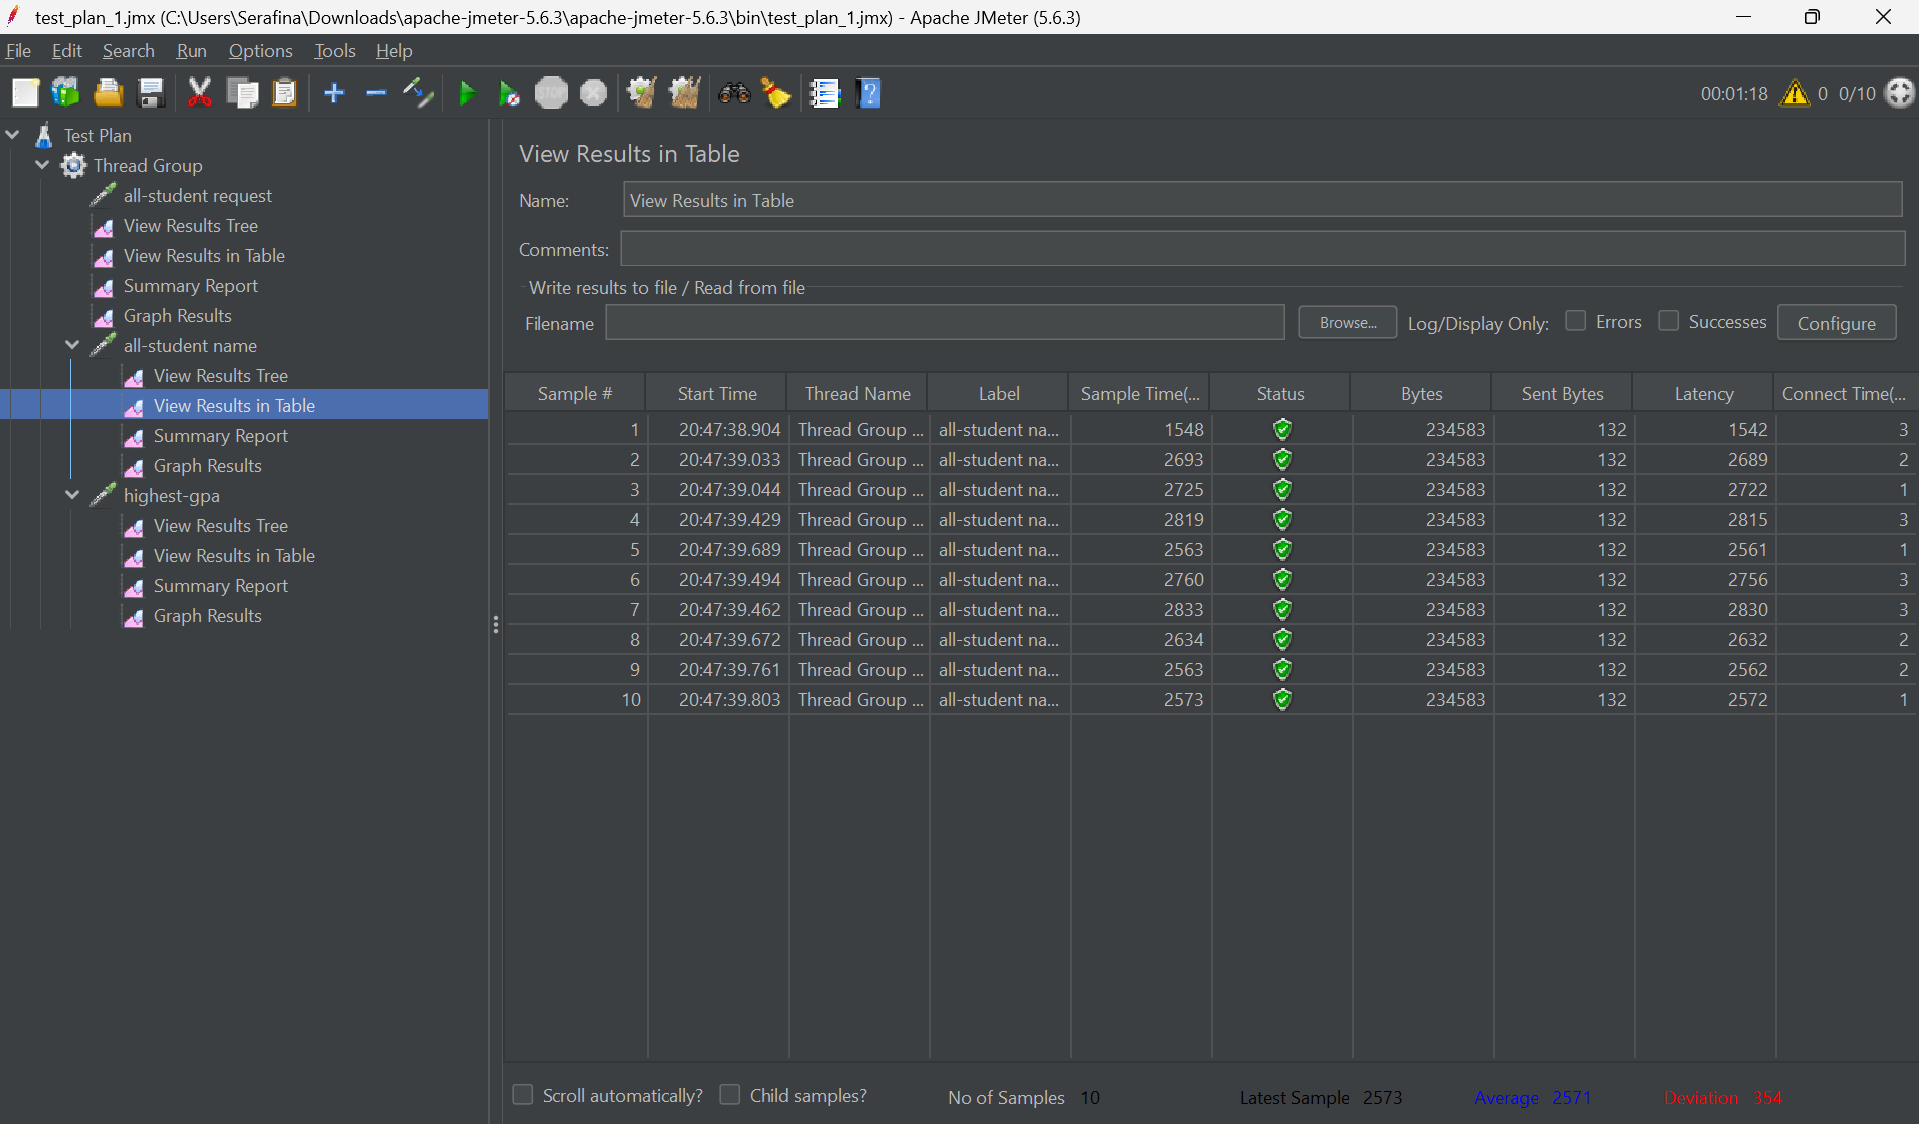 test_plan_1.jmx (C:\Users\Serafina\Downloads\apache-jmeter-5.6.3\apache-jmeter-5.6.3\bin\test_plan_1.jmx) - Apache JMeter (5.6.3)
File Edit Search Run Options Tools Help
STOP ? 00:01:18 0 0/10
Test Plan
Thread Group
all-student request
View Results Tree
View Results in Table
Summary Report
Graph Results
all-student name
View Results Tree
View Results in Table
Summary Report
Graph Results
highest-gpa
View Results Tree
View Results in Table
Summary Report
Graph Results
View Results in Table
Name: View Results in Table
Comments:
Write results to file / Read from file
Filename Browse... Log/Display Only: Errors Successes Configure
Sample # Start Time Thread Name Label Sample Time(... Status Bytes Sent Bytes Latency Connect Time(...
1 20:47:38.904 Thread Group ... all-student na... 1548 234583 132 1542 3
2 20:47:39.033 Thread Group ... all-student na... 2693 234583 132 2689 2
3 20:47:39.044 Thread Group ... all-student na... 2725 234583 132 2722 1
4 20:47:39.429 Thread Group ... all-student na... 2819 234583 132 2815 3
5 20:47:39.689 Thread Group ... all-student na... 2563 234583 132 2561 1
6 20:47:39.494 Thread Group ... all-student na... 2760 234583 132 2756 3
7 20:47:39.462 Thread Group ... all-student na... 2833 234583 132 2830 3
8 20:47:39.672 Thread Group ... all-student na... 2634 234583 132 2632 2
9 20:47:39.761 Thread Group ... all-student na... 2563 234583 132 2562 2
10 20:47:39.803 Thread Group ... all-student na... 2573 234583 132 2572 1
Scroll automatically? Child samples? No of Samples 10 Latest Sample 2573 Average 2571 Deviation 354